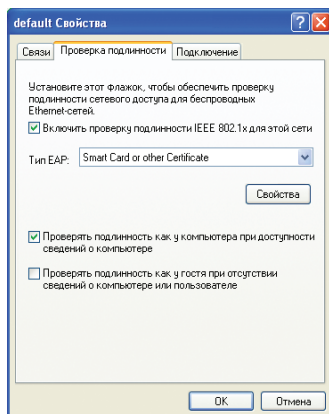 default Свойства
Связи Проверка подлинности Подключение
Установите этот флажок, чтобы обеспечить проверку
подлинности сетевого доступа для беспроводных
Ethernet-сетей.
Включить проверку подлинности IEEE 802.1x для этой сети
Тип EAP: Smart Card or other Certificate
Свойства
Проверять подлинность как у компьютера при доступности
сведений о компьютере
Проверять подлинность как у гостя при отсутствии
сведений о компьютере или пользователе
OK Отмена